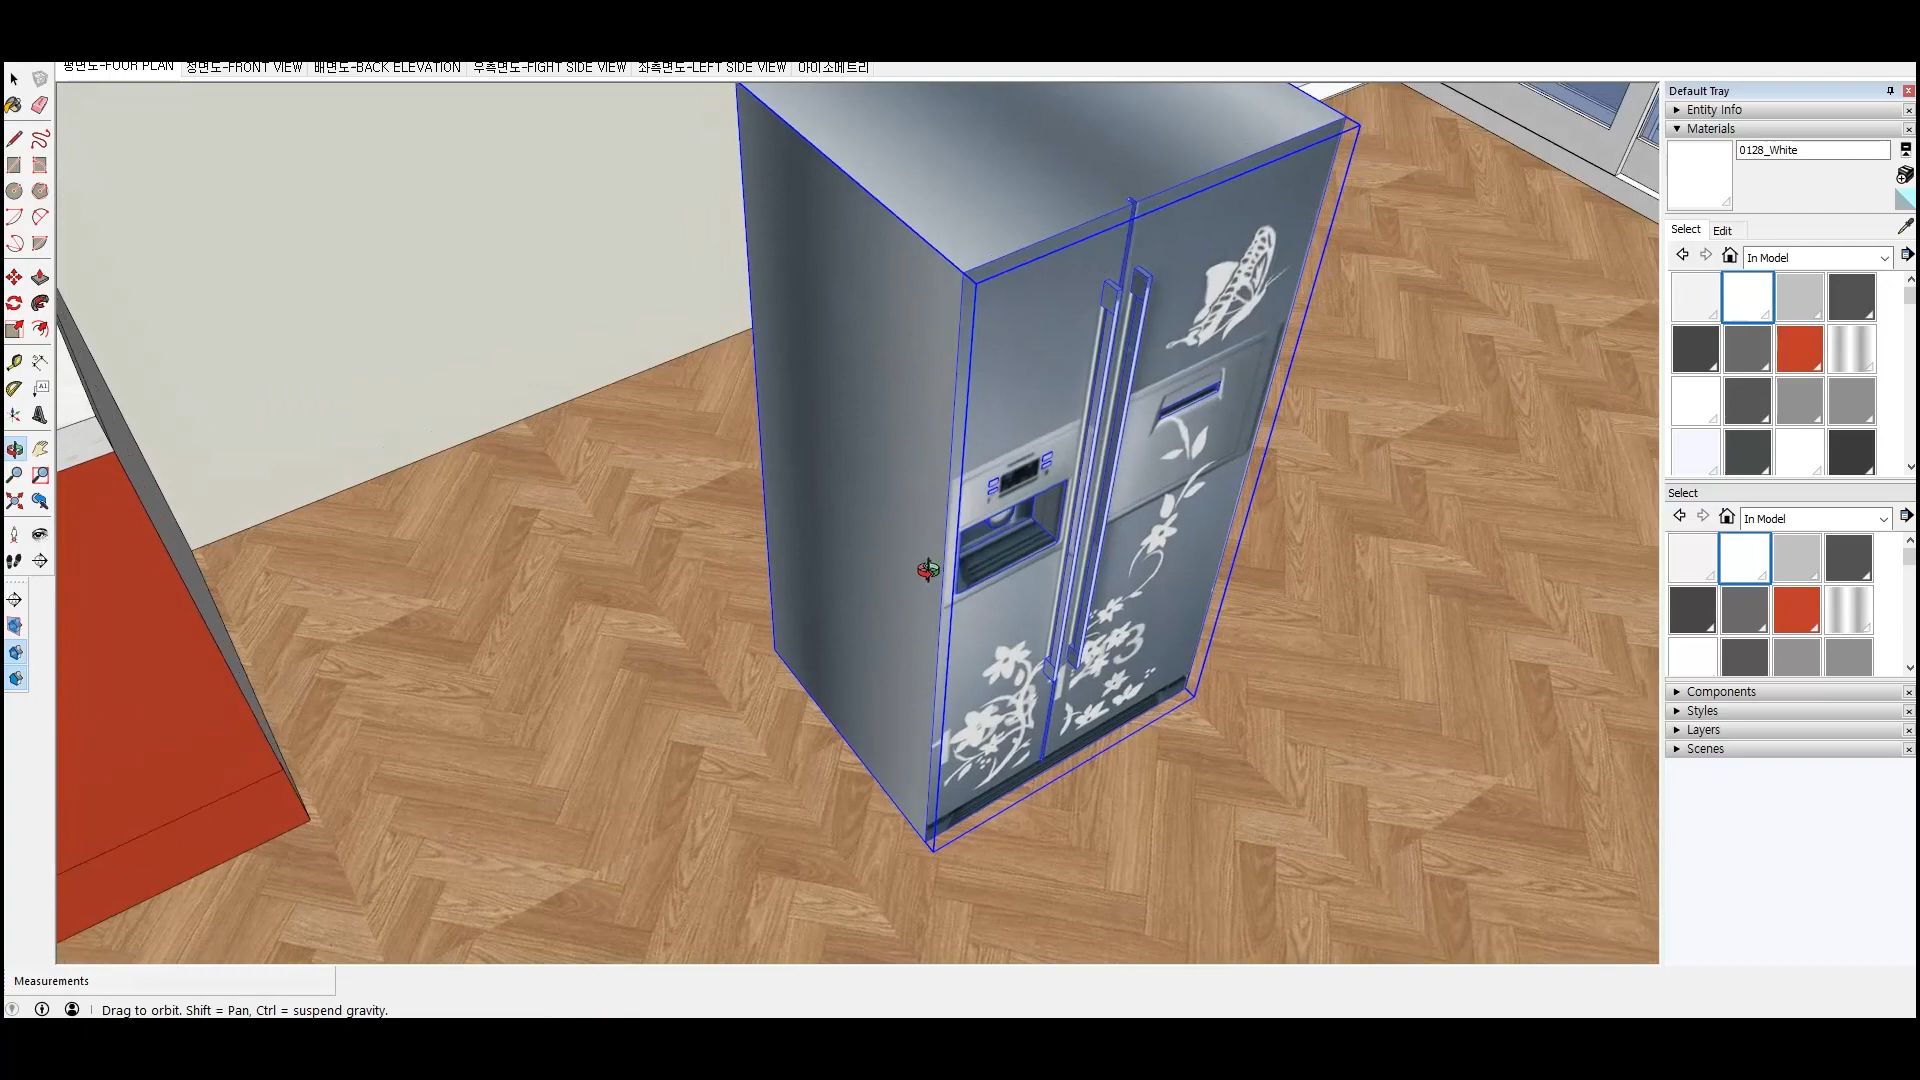 평면도-FOUR PLAN 정면도-FRONT VIEW 배면도-BACK ELEVATION 우측면도-FIGHT SIDE VIEW 좌측면도-LEFT SIDE VIEW 아이소메트리
Default Tray
Entity Info
Materials
0128_White
Select Edit
In Model
Select
In Model
Components
Styles
Layers
Scenes
A1
Measurements
Drag to orbit. Shift = Pan, Ctrl = suspend gravity.